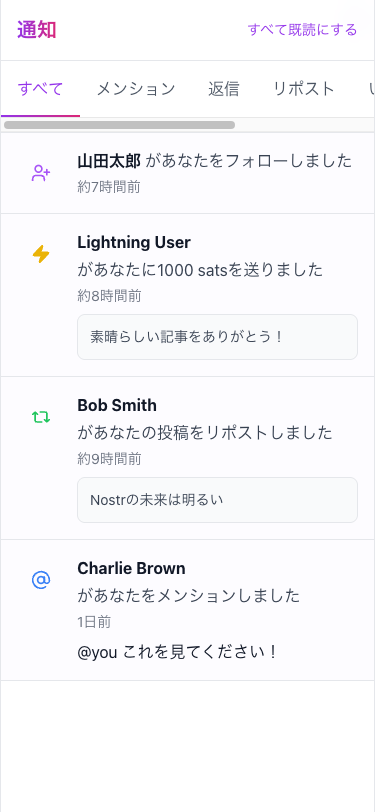 通知
すべて既読にする
すべて
メンション
返信
リポスト
山田太郎 があなたをフォローしました
約7時間前
Lightning User
があなたに1000 satsを送りました
約8時間前
素晴らしい記事をありがとう！
Bob Smith
があなたの投稿をリポストしました
約9時間前
Nostrの未来は明るい
Charlie Brown
があなたをメンションしました
1日前
@you これを見てください！